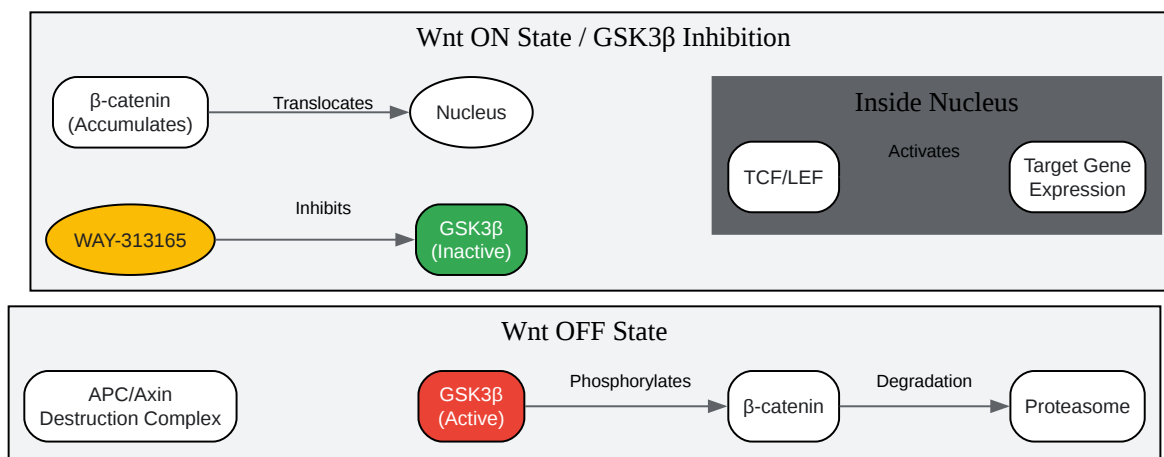 Wnt ON State / GSK3β Inhibition
β-catenin
(Accumulates)
Translocates
Nucleus
Inside Nucleus
TCF/LEF
Activates
Target Gene
Expression
WAY-313165
Inhibits
GSK3β
(Inactive)
Wnt OFF State
APC/Axin
Destruction Complex
GSK3β
(Active)
Phosphorylates
β-catenin
Degradation
Proteasome